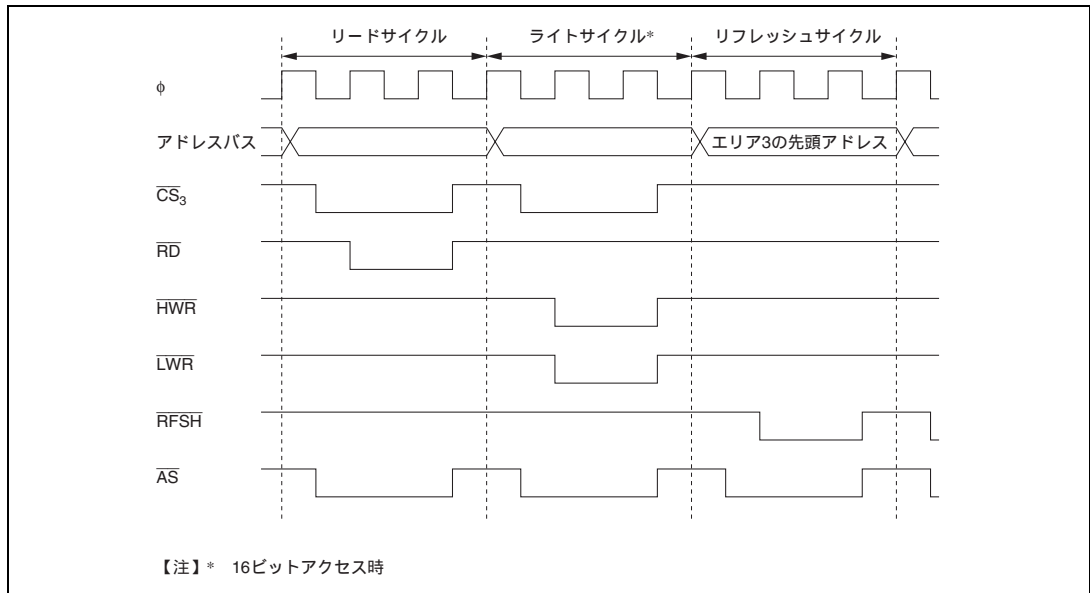 リードサイクル ライトサイクル* リフレッシュサイクル
φ
アドレスバス エリア3の先頭アドレス
CS3
RD
HWR
LWR
RFSH
AS
【注】* 16ビットアクセス時